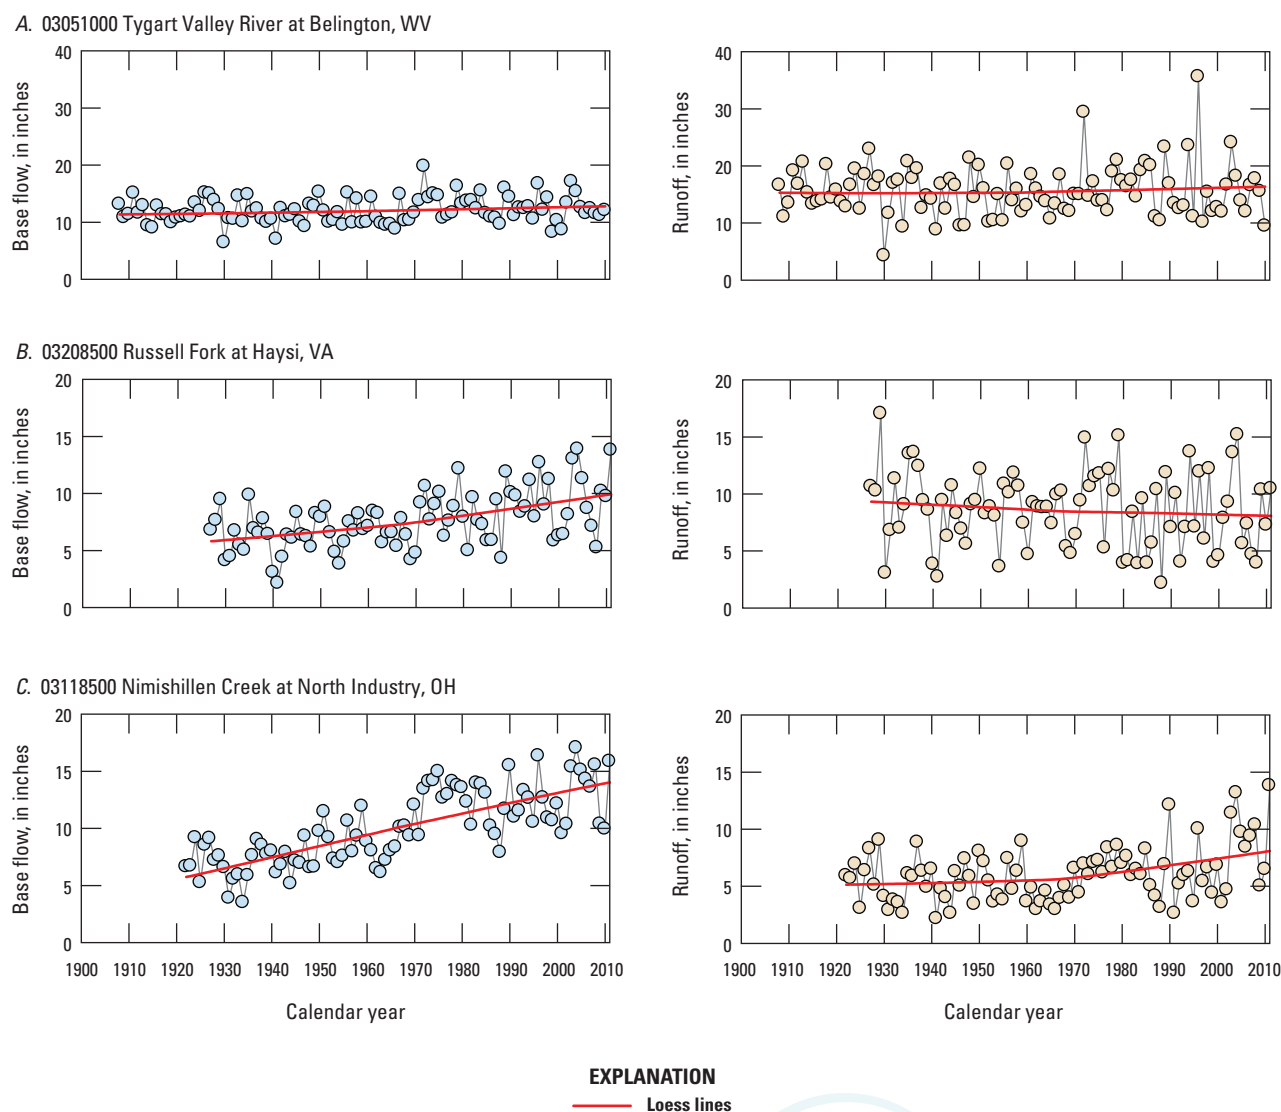 A. 03051000 Tygart Valley River at Belington, WV
Base flow, in inches
40
30
20
10
0
Runoff, in inches
40
30
20
10
0
B. 03208500 Russell Fork at Haysi, VA
Base flow, in inches
20
15
10
5
0
Runoff, in inches
20
15
10
5
0
C. 03118500 Nimishillen Creek at North Industry, OH
Base flow, in inches
20
15
10
5
0
1900 1910 1920 1930 1940 1950 1960 1970 1980 1990 2000 2010
Calendar year
Runoff, in inches
20
15
10
5
0
1900 1910 1920 1930 1940 1950 1960 1970 1980 1990 2000 2010
Calendar year
EXPLANATION
Loess lines